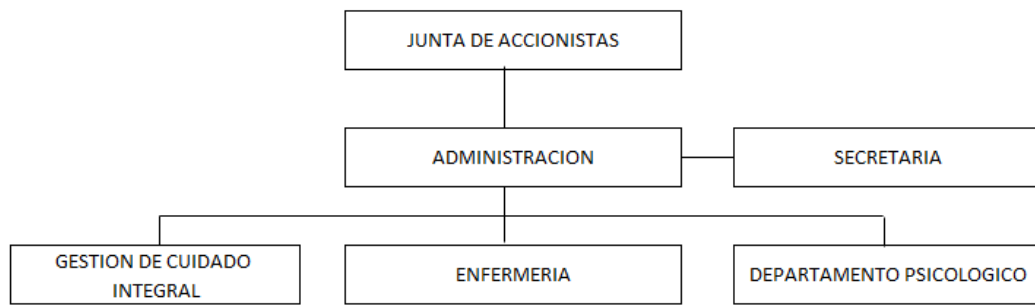 JUNTA DE ACCIONISTAS
ADMINISTRACION
SECRETARIA
GESTION DE CUIDADO
INTEGRAL
ENFERMERIA
DEPARTAMENTO PSICOLOGICO